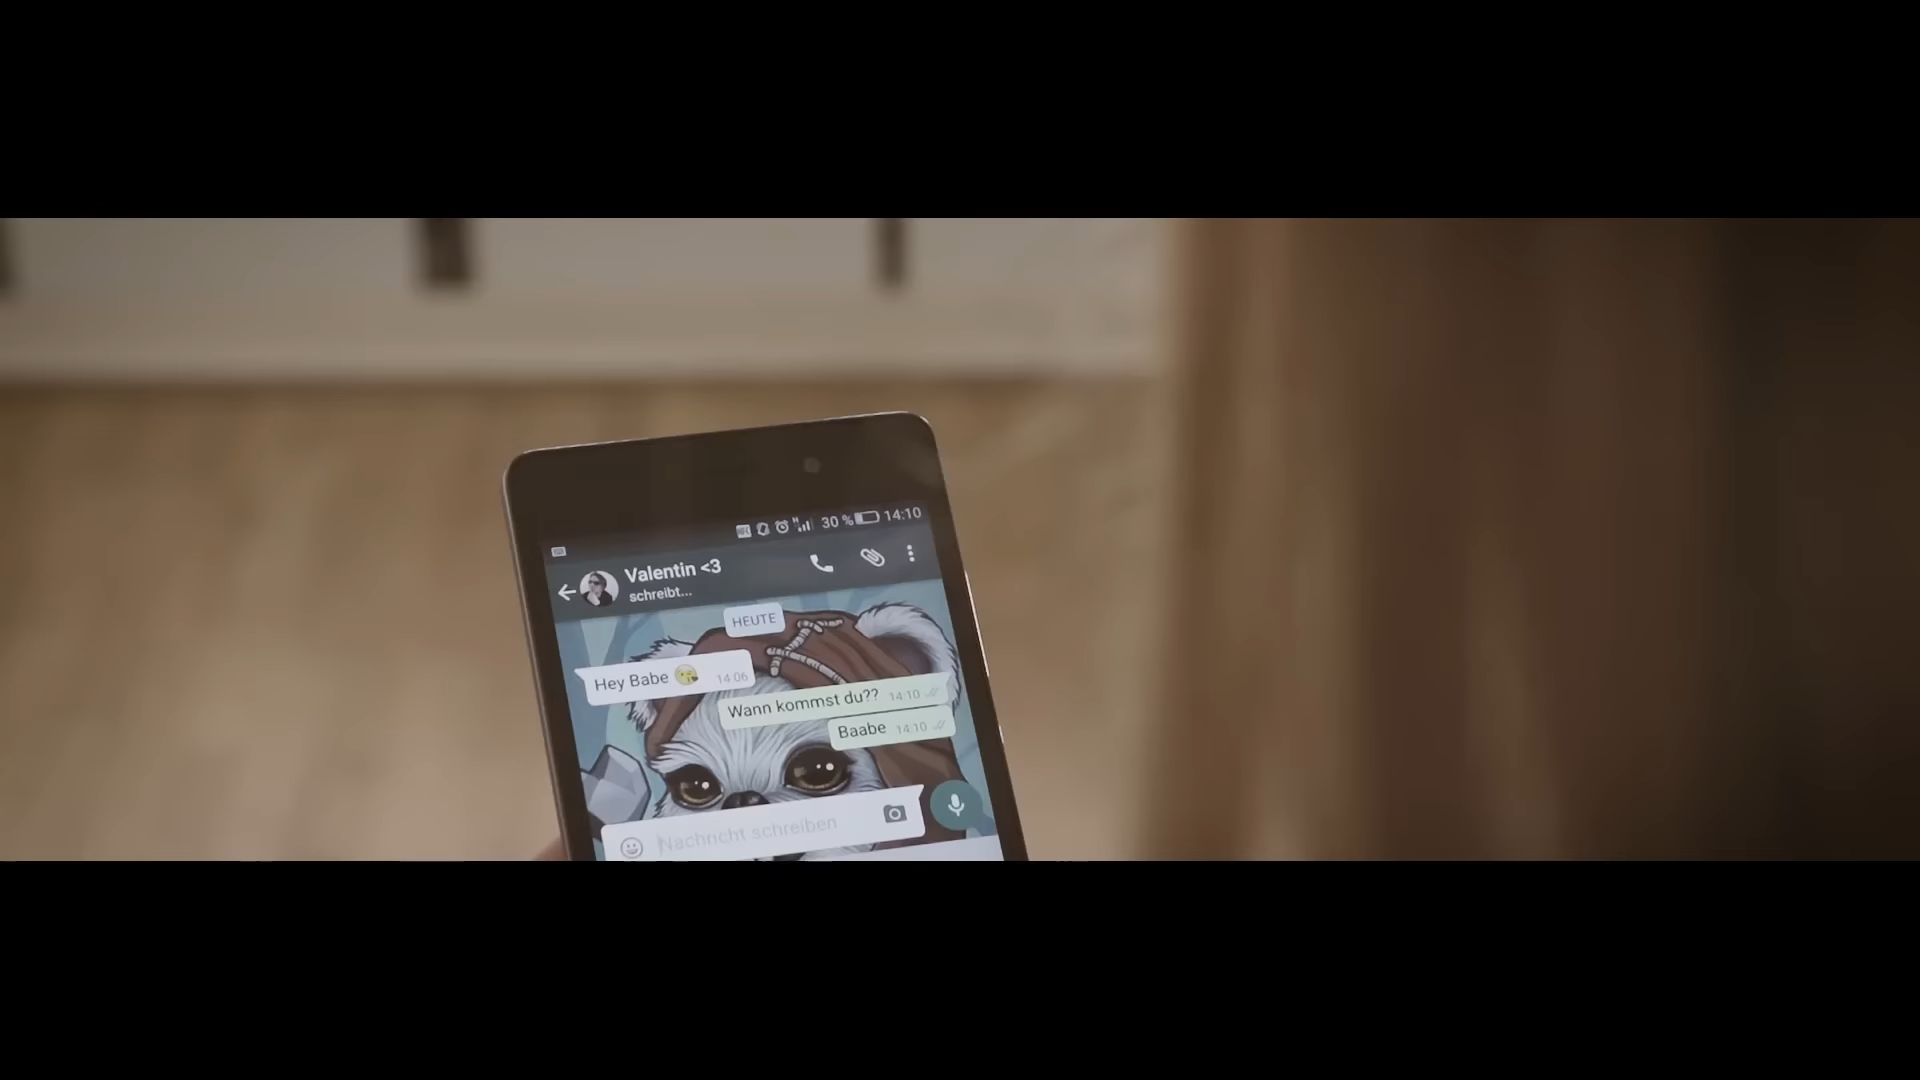 30 % 14:10
Valentin <3
schreibt...
HEUTE
Hey Babe 😘 14:06
Wann kommst du?? 14:10
Baabe 14:10
Nachricht schreiben